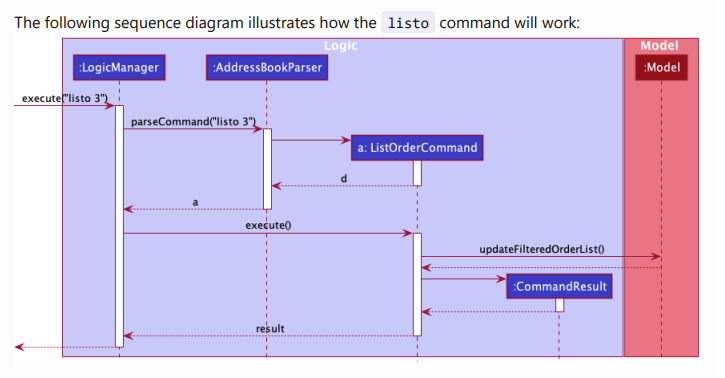 The following sequence diagram illustrates how the listo command will work:
Logic
Model
:LogicManager
:AddressBookParser
:Model
execute("listo 3")
parseCommand("listo 3")
a: ListOrderCommand
d
a
execute()
updateFilteredOrderList()
:CommandResult
result